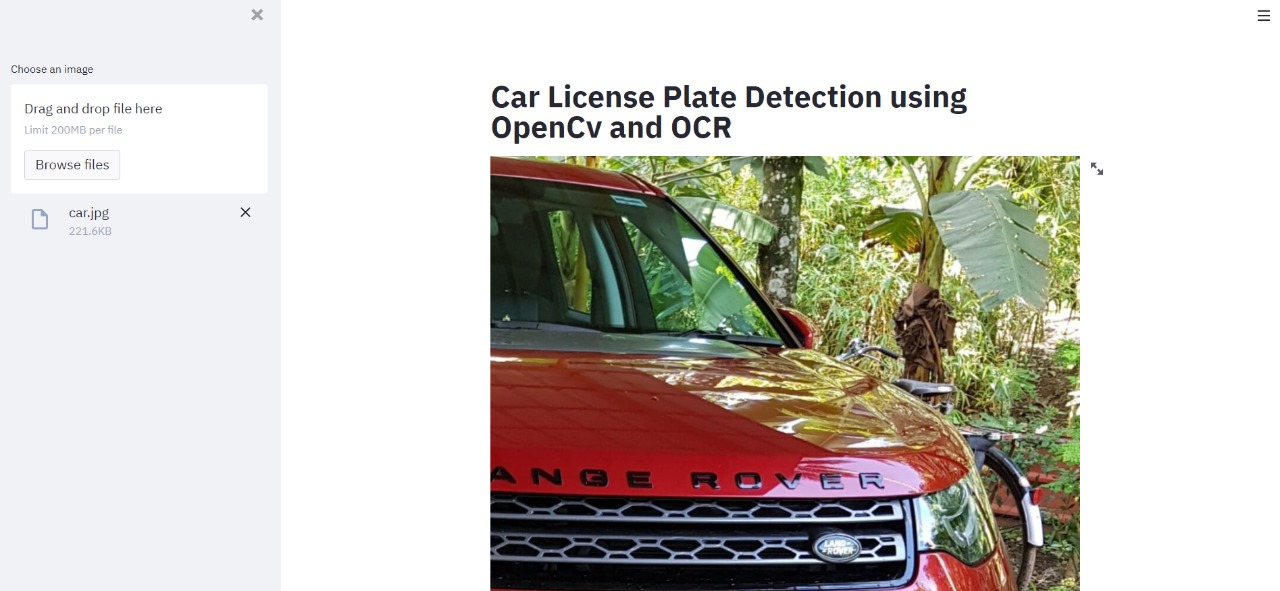 Choose an image
Drag and drop file here
Limit 200MB per file
Browse files
car.jpg
221.6KB
Car License Plate Detection using
OpenCv and OCR
ANGE ROVER
LAND
ROVER